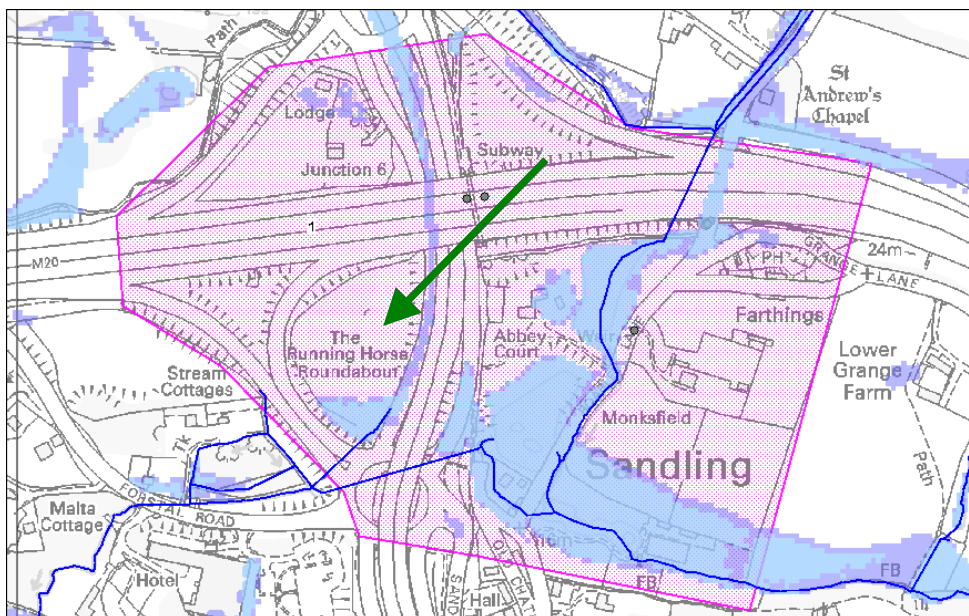 Path
Lodge
Junction 6
Subway
St
Andrew's
Chapel
M20
1
24m
GRANGE LANE
PH
Farthings
The
Running Horse
Roundabout
Abbey
Court
Weir
Lower
Grange
Farm
Stream
Cottages
Monksfield
Sandling
Path
FORSTAL ROAD
Malta
Cottage
Hotel
Hall
FB
FB